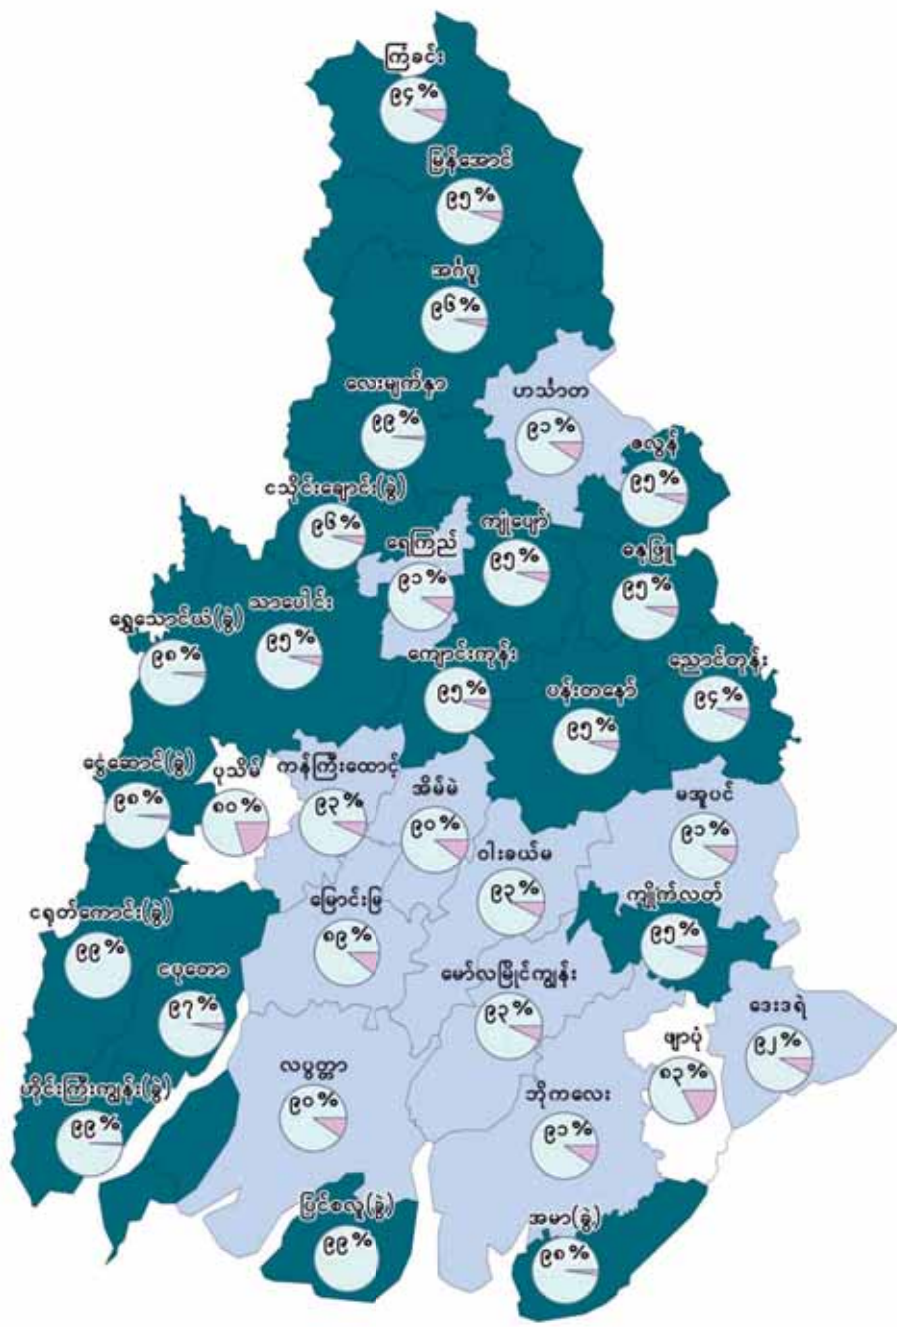 ကြံခင်း
၉၄%
မြန်အောင်
၉၅%
အင်္ဂပူ
၉၆%
လေးမျက်နှာ
၉၉%
ဟင်္သာတ
၉၁%
ဇလွန်
၉၅%
ငသိုင်းချောင်း(ခွဲ)
၉၆%
ရေကြည်
၉၁%
ကျုံပျော်
၉၅%
ဓနုဖြူ
၉၅%
ရွှေသောင်ယံ(ခွဲ)
၉၈%
သာပေါင်း
၉၅%
ကျောင်းကုန်း
၉၅%
ပန်းတနော်
၉၅%
ညောင်တုန်း
၉၄%
ငွေဆောင်(ခွဲ)
၉၈%
ပုသိမ်
၈၀%
ကန်ကြီးထောင့်
၉၃%
အိမ်မဲ
၉၀%
ဝါးခယ်မ
၉၃%
မအူပင်
၉၁%
ငရုတ်ကောင်း(ခွဲ)
၉၉%
ငပုတော
၉၇%
မြောင်းမြ
၈၉%
မော်လမြိုင်ကျွန်း
၉၃%
ကျိုက်လတ်
၉၅%
ဒေးဒရဲ
၉၂%
ဖျာပုံ
၈၃%
ဟိုင်းကြီးကျွန်း(ခွဲ)
၉၉%
လပွတ္တာ
၉၀%
ဘိုကလေး
၉၁%
ပြင်စလူ(ခွဲ)
၉၉%
အမာ(ခွဲ)
၉၈%